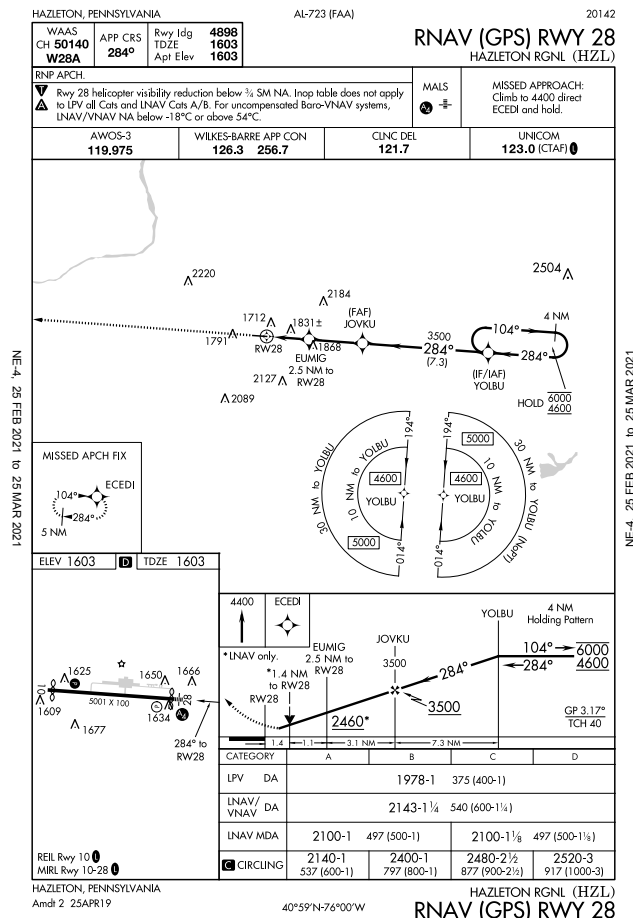 HAZLETON, PENNSYLVANIA
AL-723 (FAA)
20142
WAAS
CH 50140
W28A
APP CRS
284°
Rwy ldg 4898
TDZE 1603
Apt Elev 1603
RNAV (GPS) RWY 28
HAZLETON RGNL (HZL)
RNP APCH.
T
A
Rwy 28 helicopter visibility reduction below ¾ SM NA. Inop table does not apply
to LPV all Cats and LNAV Cats A/B. For uncompensated Baro-VNAV systems,
LNAV/VNAV NA below -18°C or above 54°C.
MALS
A4
MISSED APPROACH:
Climb to 4400 direct
ECEDI and hold.
AWOS-3
119.975
WILKES-BARRE APP CON
126.3 256.7
CLNC DEL
121.7
UNICOM
123.0 (CTAF) L
2220
2504
2184
(FAF)
JOVKU
4 NM
1712
1831±
3500
104°
1791
RW28
1868
284°
284°
(7.3)
EUMIG
2.5 NM to
RW28
(IF/IAF)
YOLBU
2127
2089
HOLD 6000
4600
NE-4, 25 FEB 2021 to 25 MAR 2021
NE-4, 25 FEB 2021 to 25 MAR 2021
MISSED APCH FIX
ECEDI
104°
284°
5 NM
30 NM to YOLBU
10 NM to YOLBU
194°
4600
YOLBU
5000
014°
194°
5000
4600
YOLBU
10 NM to YOLBU
30 NM to YOLBU (NoPT)
014°
ELEV 1603
D
TDZE 1603
1625
1650
1666
P
10
5001 X 100
28
1609
1634
A4
1677
284° to
RW28
REIL Rwy 10 L
MIRL Rwy 10-28 L
4400
ECEDI
*LNAV only.
EUMIG
2.5 NM to
RW28
*1.4 NM
to RW28
RW28
JOVKU
3500
YOLBU
4 NM
Holding Pattern
104°
6000
284°
4600
284°
3500
2460*
GP 3.17°
TCH 40
1.4
1.1
3.1 NM
7.3 NM
CATEGORY A B C D
LPV DA 1978-1 375 (400-1)
LNAV/
VNAV DA 2143-1¼ 540 (600-1¼)
LNAV MDA 2100-1 497 (500-1) 2100-1⅛ 497 (500-1⅛)
C CIRCLING 2140-1 2400-1 2480-2½ 2520-3
537 (600-1) 797 (800-1) 877 (900-2½) 917 (1000-3)
HAZLETON, PENNSYLVANIA
Amdt 2 25APR19
40°59'N-76°00'W
HAZLETON RGNL (HZL)
RNAV (GPS) RWY 28